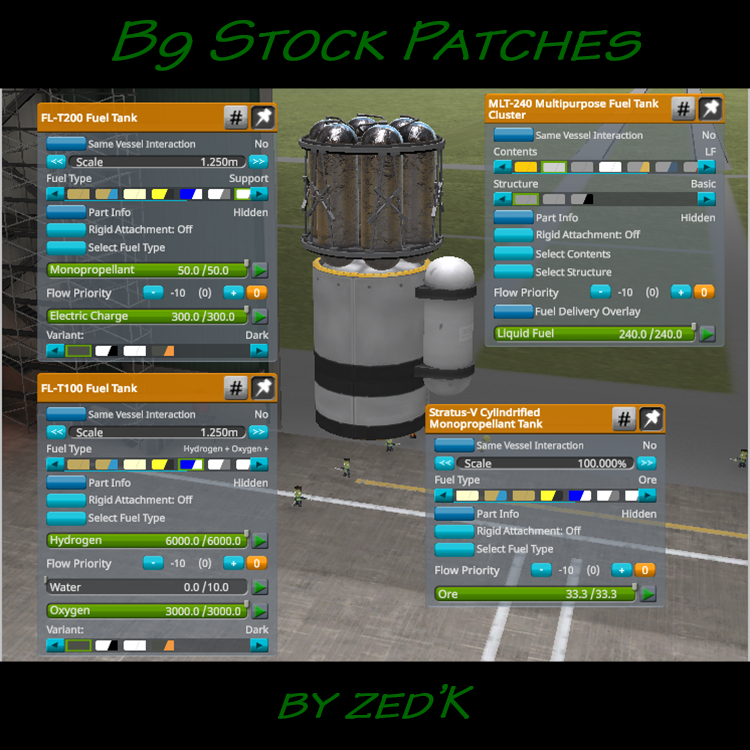 Bg Stock Patches
FL-T200 Fuel Tank
#
Same Vessel Interaction No
<< Scale 1.250m >>
Fuel Type Support
Part Info Hidden
Rigid Attachment: Off
Select Fuel Type
Monopropellant 50.0/50.0
Flow Priority - -10 (0) + 0
Electric Charge 300.0/300.0
Variant: Dark
MLT-240 Multipurpose Fuel Tank
Cluster
#
Same Vessel Interaction No
Contents LF
Structure Basic
Part Info Hidden
Rigid Attachment: Off
Select Contents
Select Structure
Flow Priority - -10 (0) + 0
Fuel Delivery Overlay
Liquid Fuel 240.0/240.0
FL-T100 Fuel Tank
#
Same Vessel Interaction No
<< Scale 1.250m >>
Fuel Type Hydrogen + Oxygen +
Part Info Hidden
Rigid Attachment: Off
Select Fuel Type
Hydrogen 6000.0/6000.0
Flow Priority - -10 (0) + 0
Water 0.0/10.0
Oxygen 3000.0/3000.0
Variant: Dark
Stratus-V Cylindrified
Monopropellant Tank
#
Same Vessel Interaction No
<< Scale 100.000% >>
Fuel Type Ore
Part Info Hidden
Rigid Attachment: Off
Select Fuel Type
Flow Priority - -10 (0) + 0
Ore 33.3/33.3
by zed'K